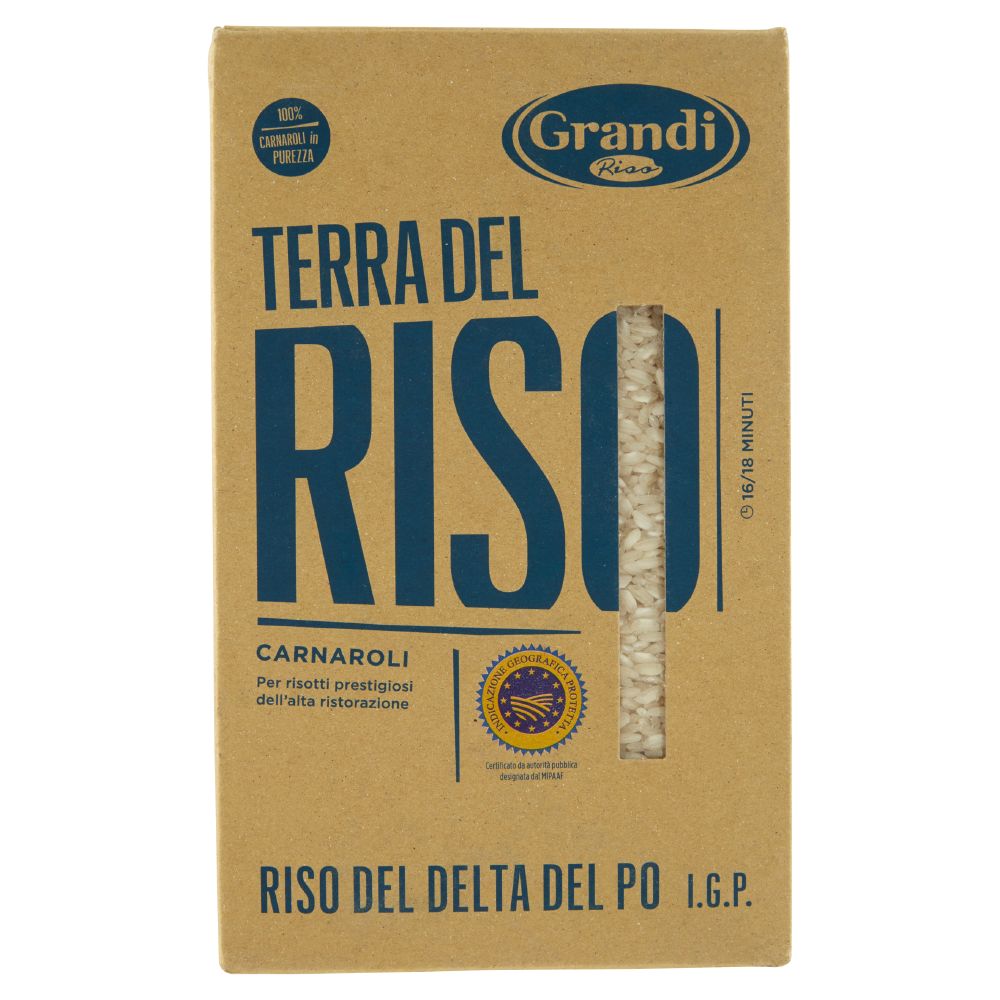 100%
CARNAROLI in
PUREZZA
Grandi
Riso
TERRA DEL
RISO
16/18 MINUTI
CARNAROLI
Per risotti prestigiosi
dell'alta ristorazione
INDICAZIONE GEOGRAFICA PROTETTA
Certificato da autorità pubblica
designata dal MIPAAF
RISO DEL DELTA DEL PO I.G.P.